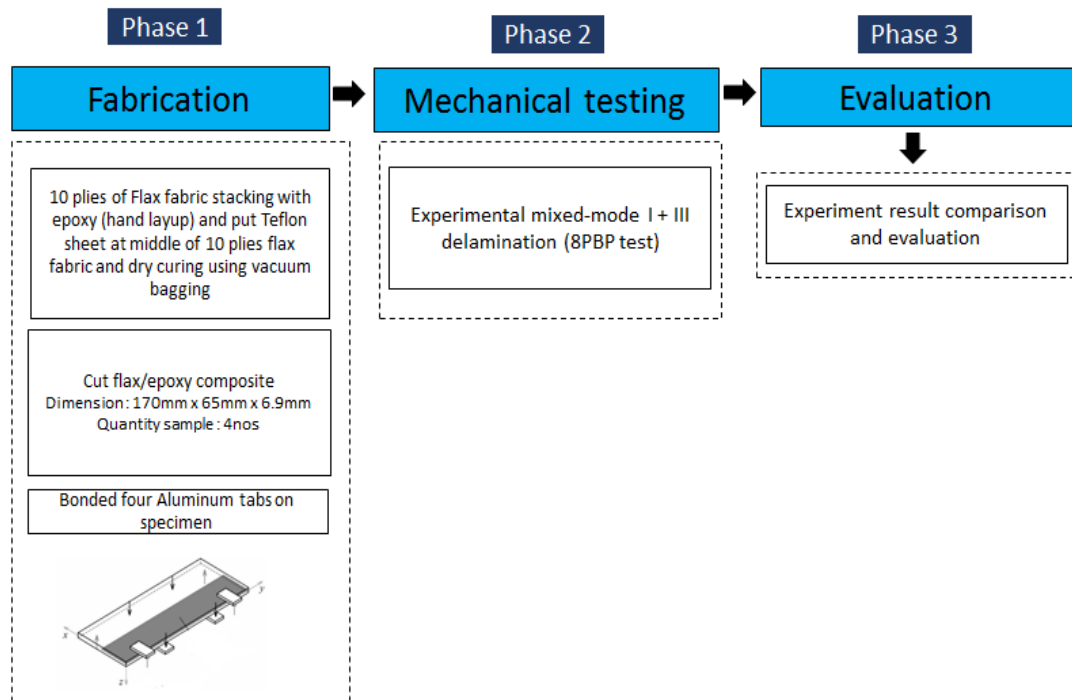 Phase 1
Fabrication
10 plies of Flax fabric stacking with
epoxy (hand layup) and put Teflon
sheet at middle of 10 plies flax
fabric and dry curing using vacuum
bagging
Cut flax/epoxy composite
Dimension : 170mm x 65mm x 6.9mm
Quantity sample : 4nos
Bonded four Aluminum tabs on
specimen
x
y
z
Phase 2
Mechanical testing
Experimental mixed-mode I + III
delamination (8PBP test)
Phase 3
Evaluation
Experiment result comparison
and evaluation